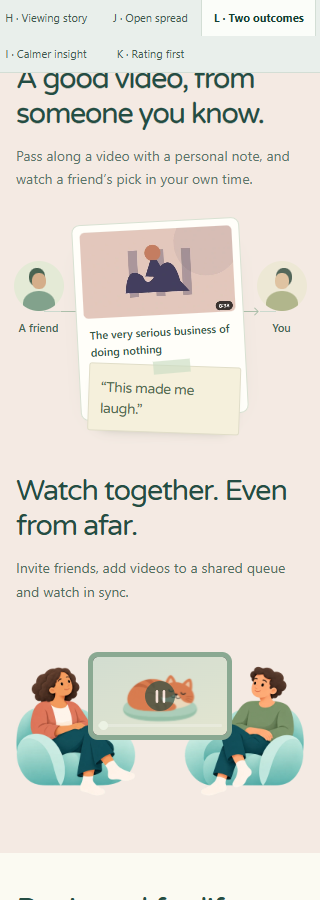 H · Viewing story
J · Open spread
L · Two outcomes
I · Calmer insight
K · Rating first
A good video, from
someone you know.
Pass along a video with a personal note, and
watch a friend's pick in your own time.
A friend
You
The very serious business of
doing nothing
“This made me
laugh.”
Watch together. Even
from afar.
Invite friends, add videos to a shared queue
and watch in sync.